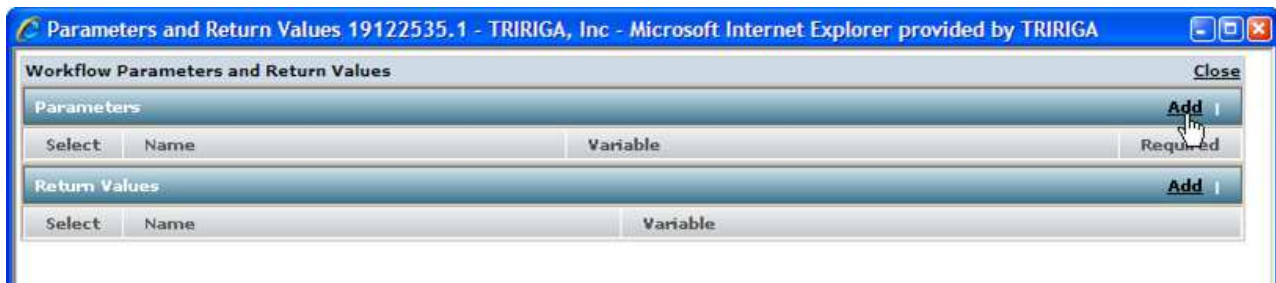 Parameters and Return Values 19122535.1 - TRIRIGA, Inc - Microsoft Internet Explorer provided by TRIRIGA
Workflow Parameters and Return Values Close
Parameters Add
Select Name Variable Required
Return Values Add
Select Name Variable